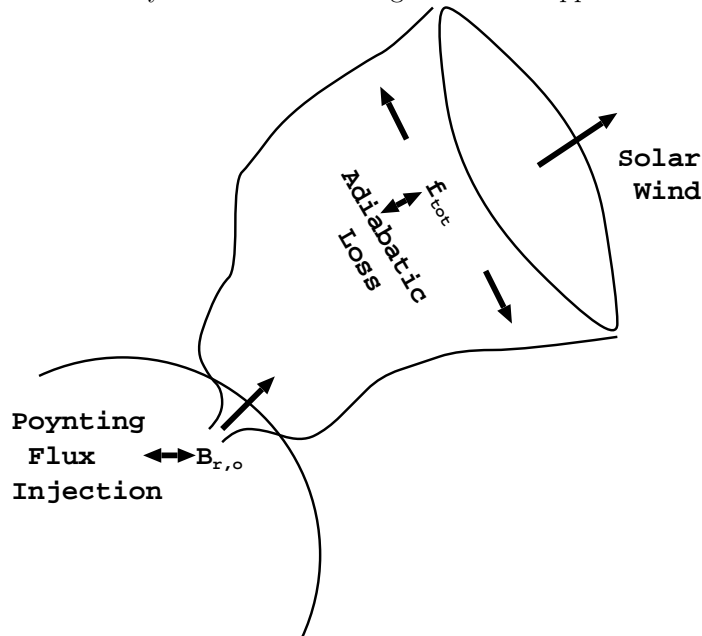 Solar
Wind
f_tot
Adiabatic
Loss
Poynting
Flux
Injection
B_r,o